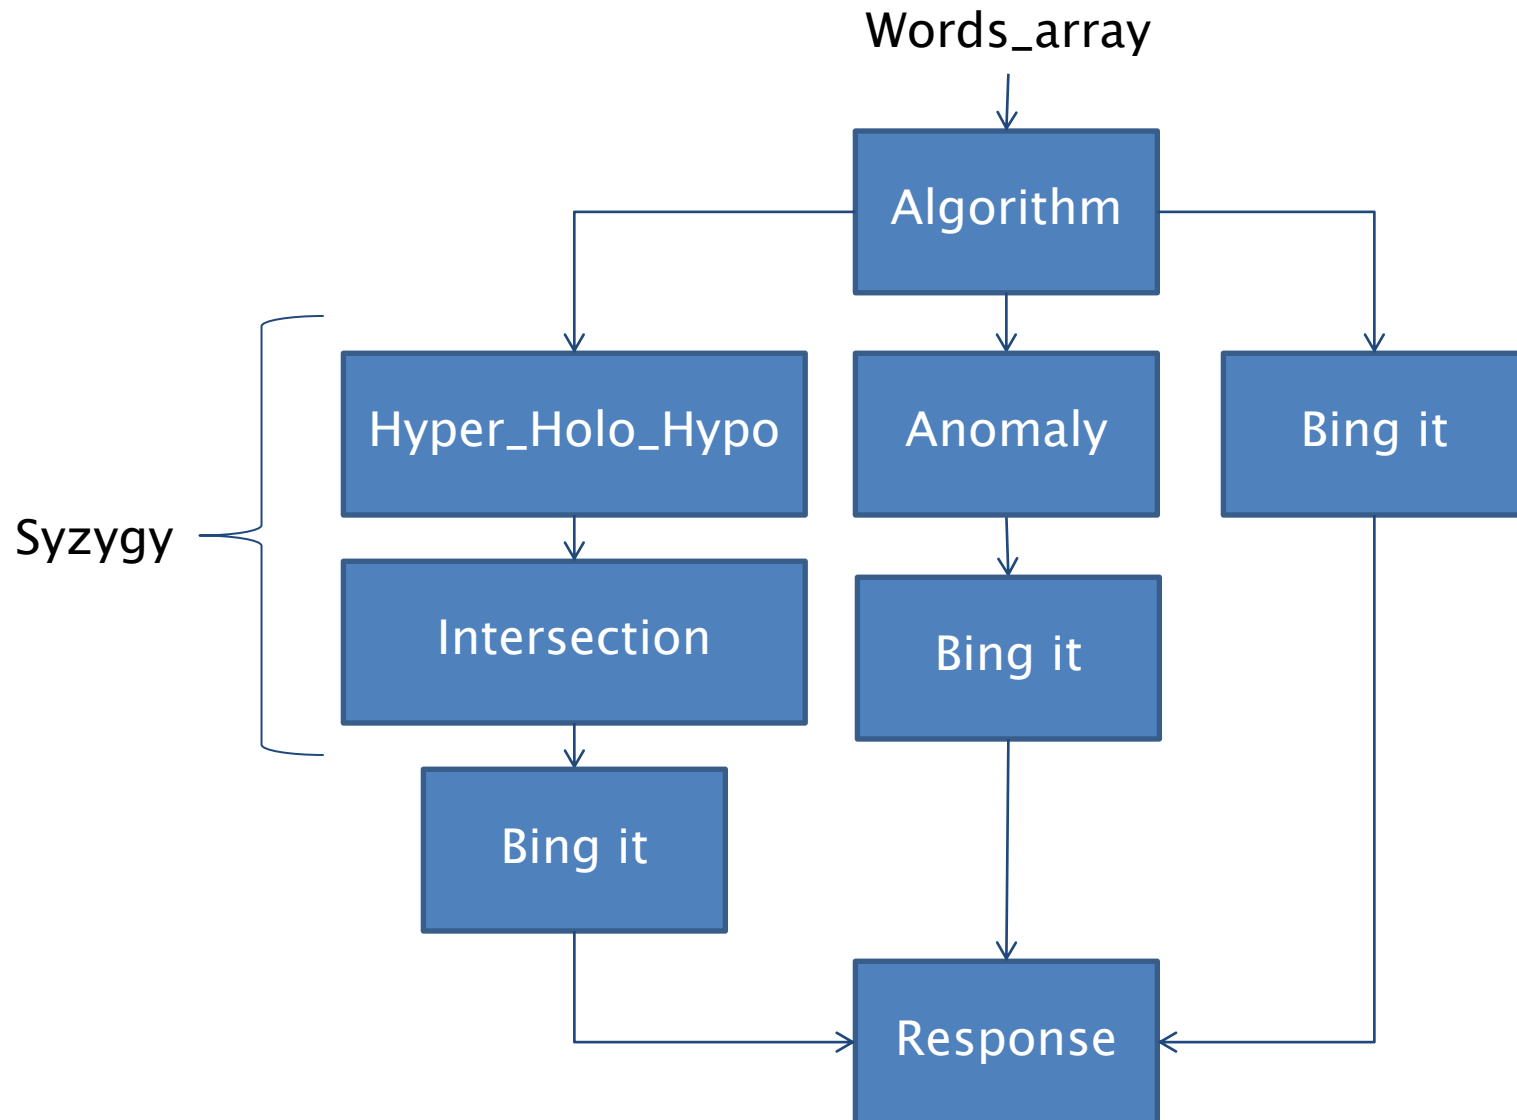 Words_array
Algorithm
Hyper_Holo_Hypo
Anomaly
Bing it
Syzygy
Intersection
Bing it
Bing it
Response